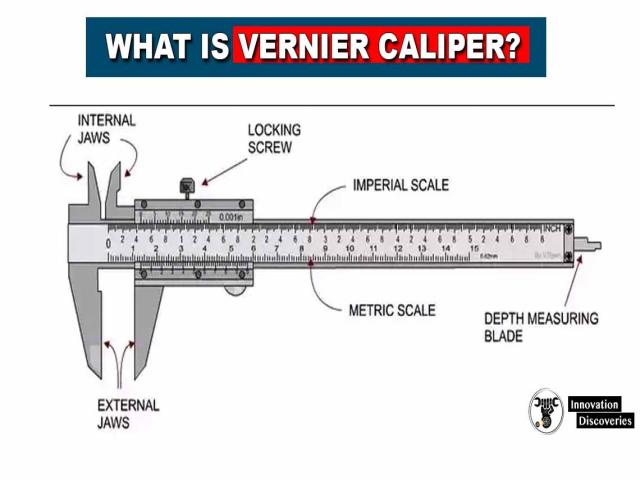 WHAT IS VERNIER CALIPER?
INTERNAL
JAWS
LOCKING
SCREW
IMPERIAL SCALE
0.001in
INCH
0 1 2 3 4 5 6 7 8 9 10 11 12 13 14 15
METRIC SCALE
DEPTH MEASURING
BLADE
EXTERNAL
JAWS
Innovation
Discoveries